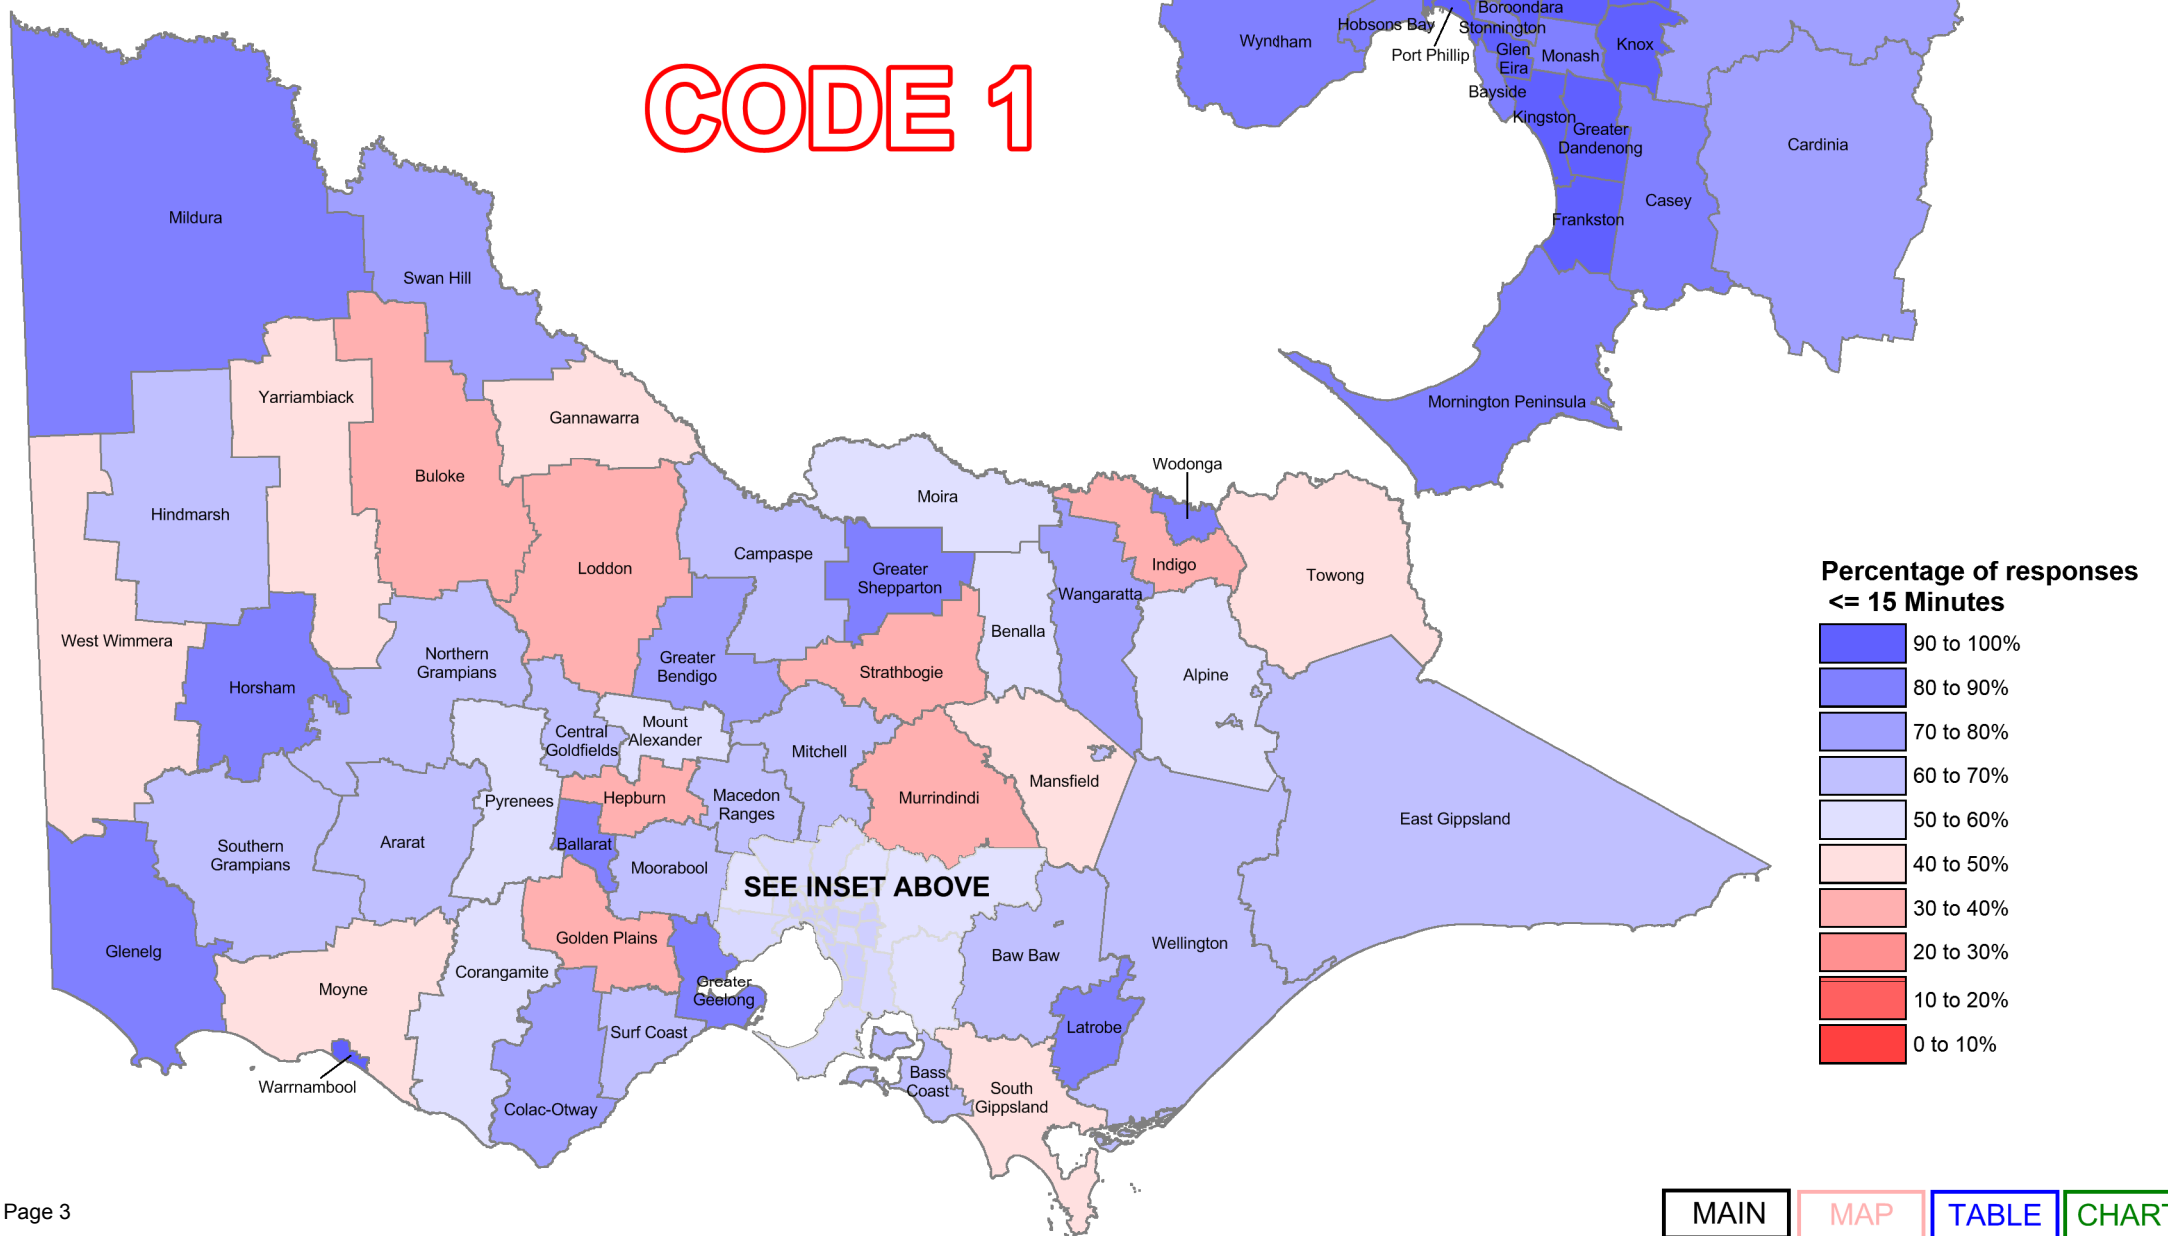 Boroondara
Hobsons Bay
Stonnington
Wyndham
Port Phillip
Glen
Eira
Monash
Knox
Bayside
Kingston
Greater
Dandenong
Cardinia
Casey
Frankston
Mornington Peninsula
CODE 1
Mildura
Swan Hill
Yarriambiack
Gannawarra
Buloke
Hindmarsh
Moira
Wodonga
Campaspe
Greater
Shepparton
Loddon
Indigo
Towong
Wangaratta
West Wimmera
Benalla
Northern
Grampians
Greater
Bendigo
Strathbogie
Horsham
Alpine
Central
Goldfields
Mount
Alexander
Mitchell
Mansfield
Pyrenees
Hepburn
Macedon
Ranges
Murrindindi
East Gippsland
Southern
Grampians
Ararat
Ballarat
Moorabool
SEE INSET ABOVE
Glenelg
Golden Plains
Wellington
Baw Baw
Corangamite
Moyne
Greater
Geelong
Surf Coast
Latrobe
Warrnambool
Bass
Coast
South
Gippsland
Colac-Otway
Percentage of responses
<= 15 Minutes
90 to 100%
80 to 90%
70 to 80%
60 to 70%
50 to 60%
40 to 50%
30 to 40%
20 to 30%
10 to 20%
0 to 10%
Page 3
MAIN
MAP
TABLE
CHART